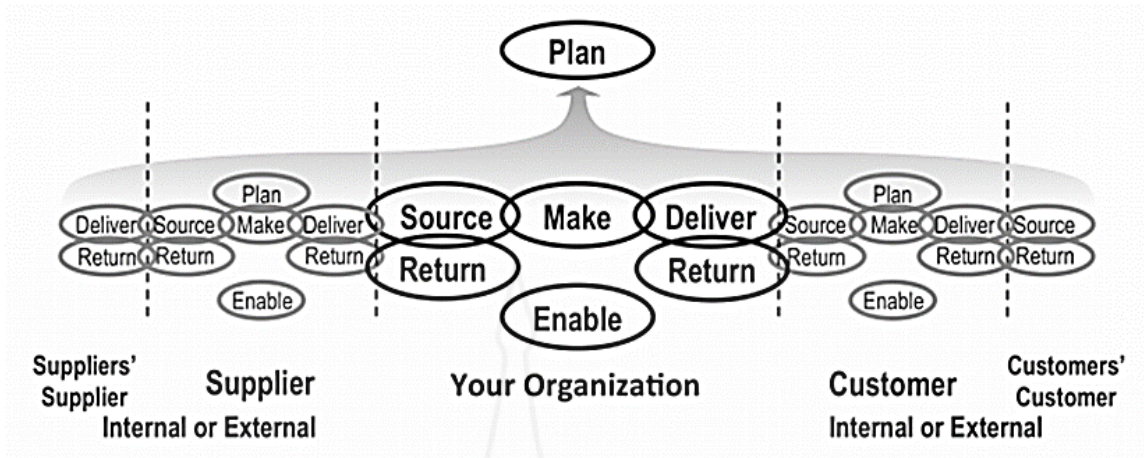 Plan
Plan Plan
Deliver Source Make Deliver Source Make Deliver Source Make Deliver Source
Return Return Return Return Return Return Return Return
Enable Enable Enable
Suppliers’ Supplier Your Organization Customer Customers’
Supplier Customer
Internal or External Internal or External